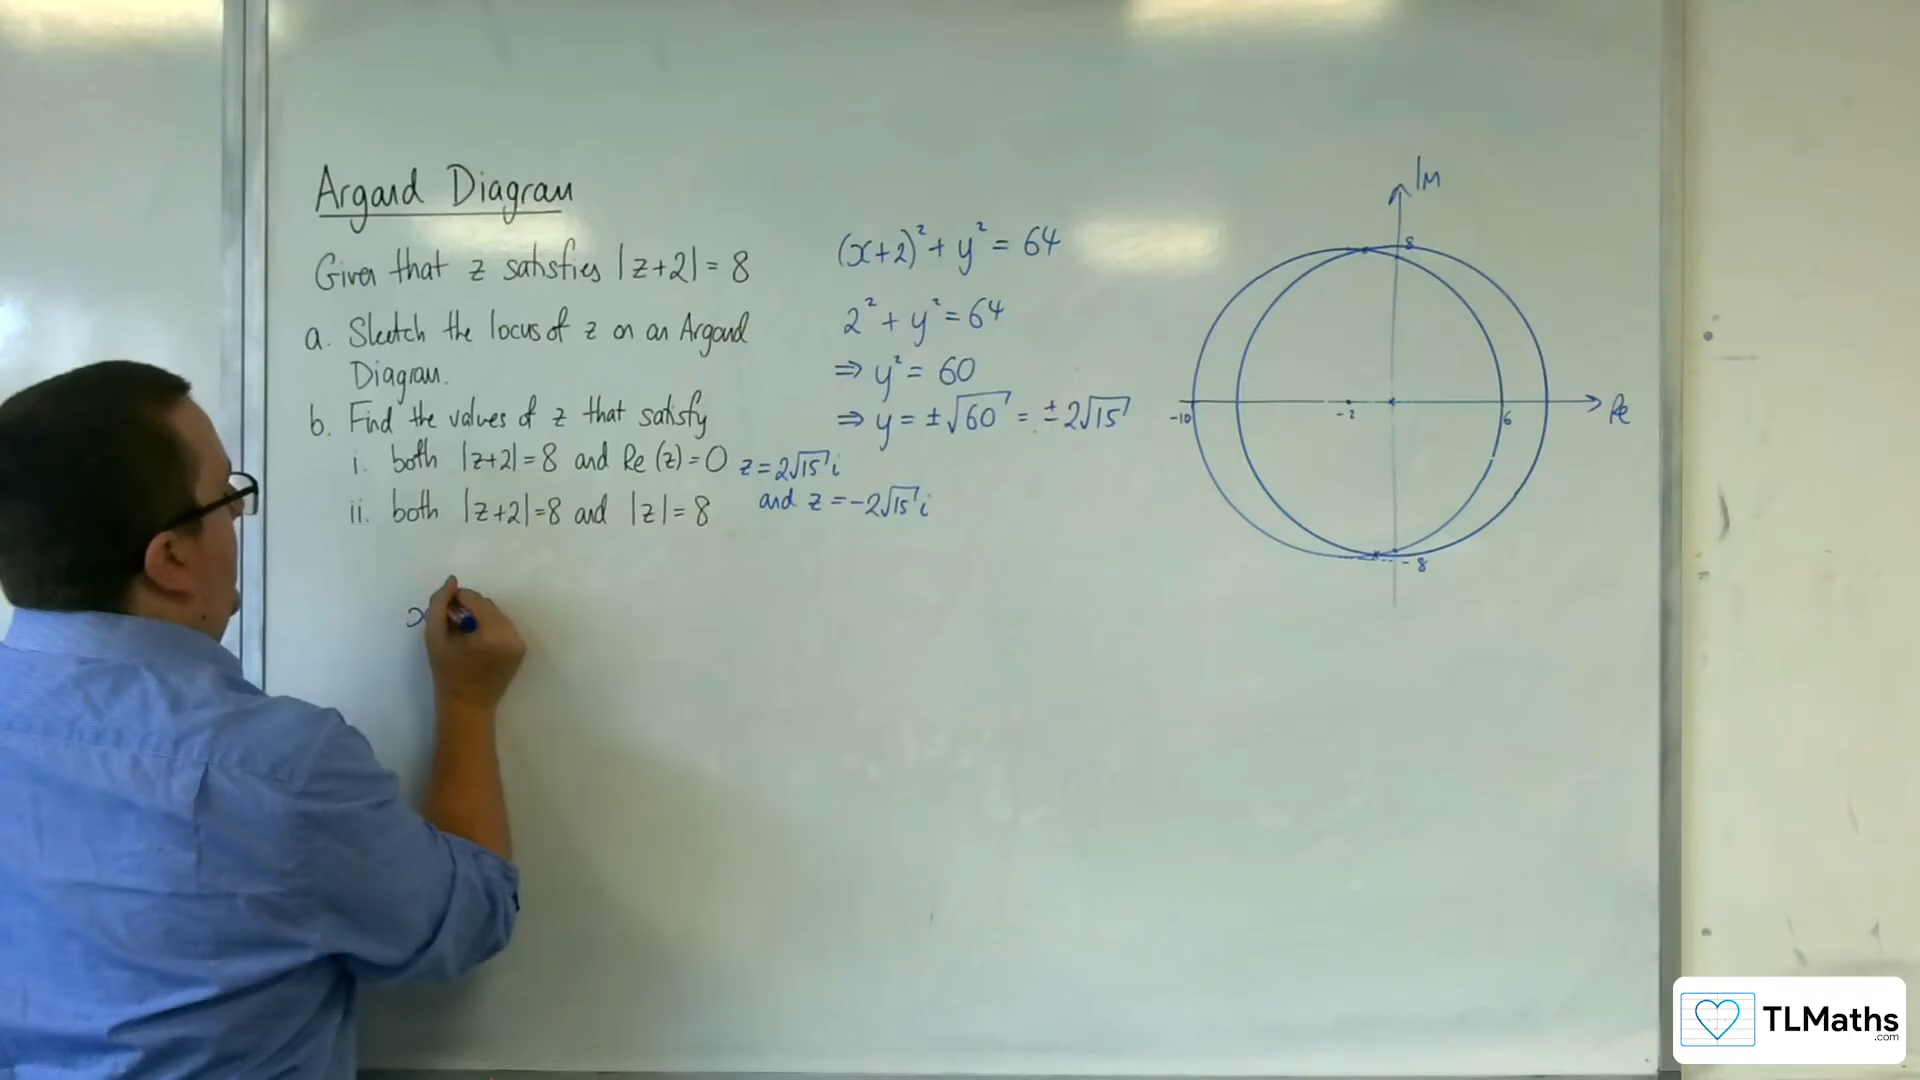 Argand Diagram
Given that z satisfies |z+2| = 8
a. Sketch the locus of z on an Argand
Diagram.
b. Find the values of z that satisfy
i. both |z+2| = 8 and Re(z) = 0
ii. both |z+2| = 8 and |z| = 8
z = 2√15 i
and z = -2√15 i
(x+2)² + y² = 64
2² + y² = 64
⇒ y² = 60
⇒ y = ±√60 = ±2√15
x
Im
8
-10
-2
6
Re
-8
TLMaths
.com